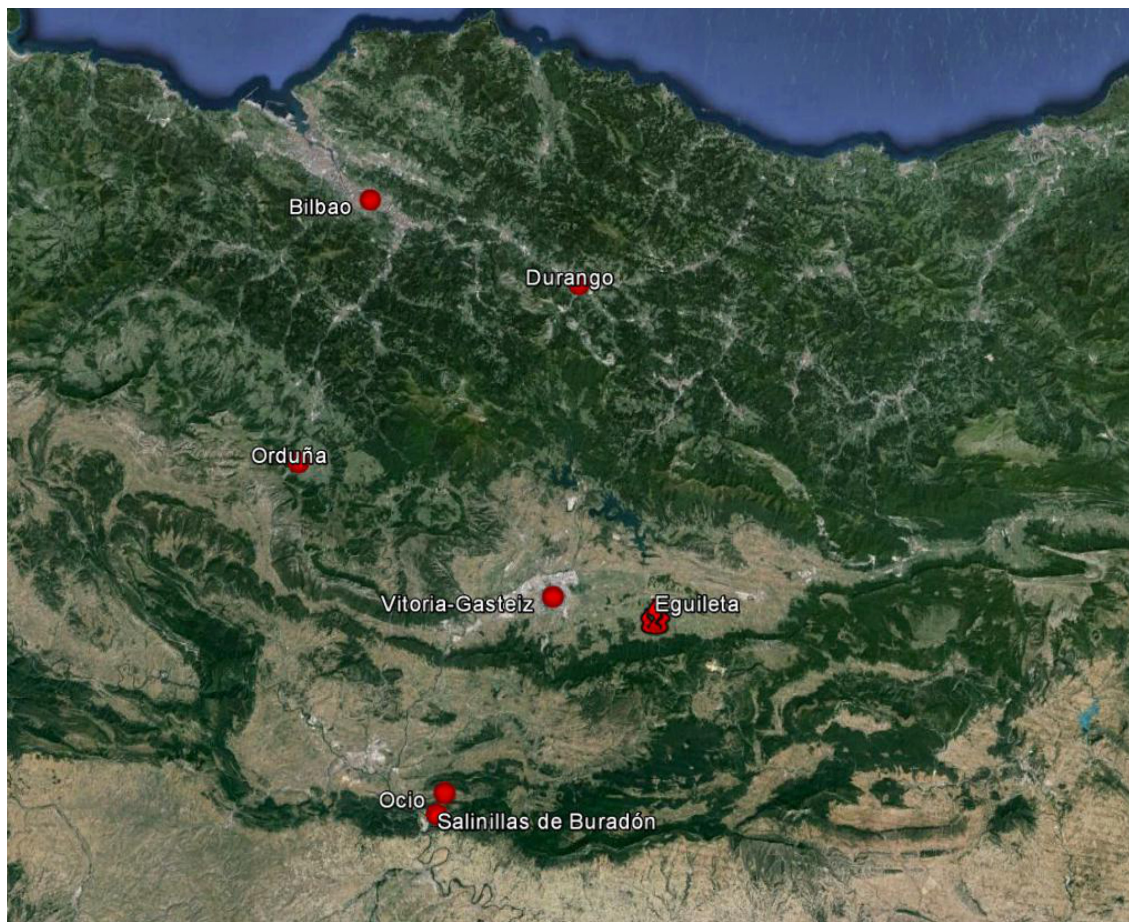 Bilbao
Durango
Orduña
Vitoria-Gasteiz
Eguileta
Ocio
Salinillas de Buradón